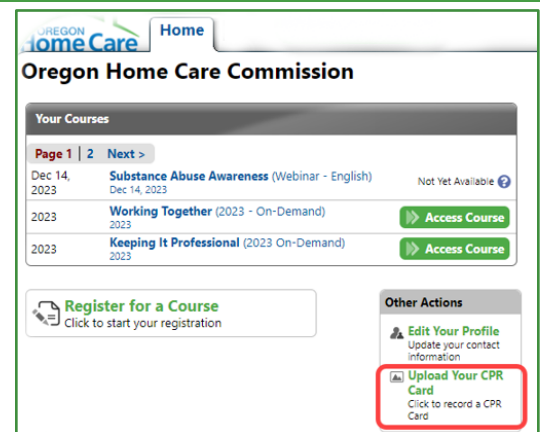 OREGON
Home Care
Home
Oregon Home Care Commission
Your Courses
Page 1 | 2 Next >
Dec 14, 2023 Substance Abuse Awareness (Webinar - English) Not Yet Available ?
Dec 14, 2023
2023 Working Together (2023 - On-Demand) Access Course
2023
2023 Keeping It Professional (2023 On-Demand) Access Course
2023
Register for a Course
Click to start your registration
Other Actions
Edit Your Profile
Update your contact
information
Upload Your CPR
Card
Click to record a CPR
Card